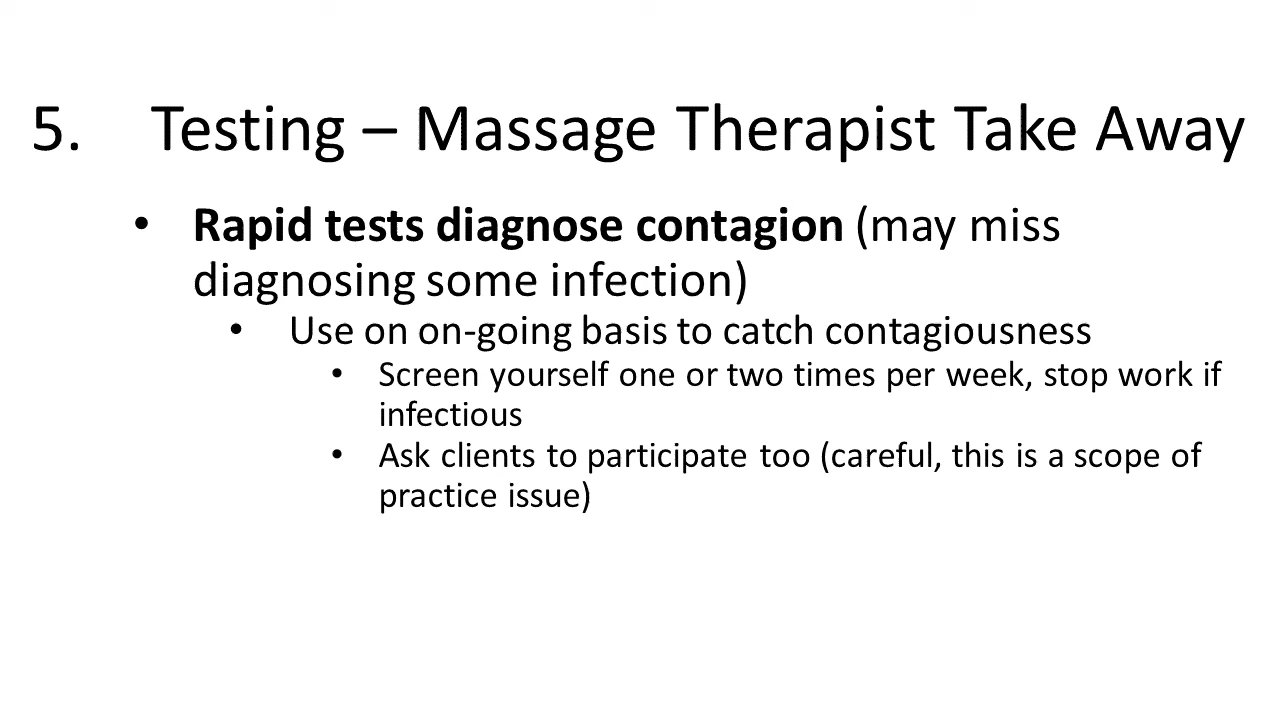 5. Testing – Massage Therapist Take Away
• Rapid tests diagnose contagion (may miss
diagnosing some infection)
• Use on on-going basis to catch contagiousness
• Screen yourself one or two times per week, stop work if
infectious
• Ask clients to participate too (careful, this is a scope of
practice issue)